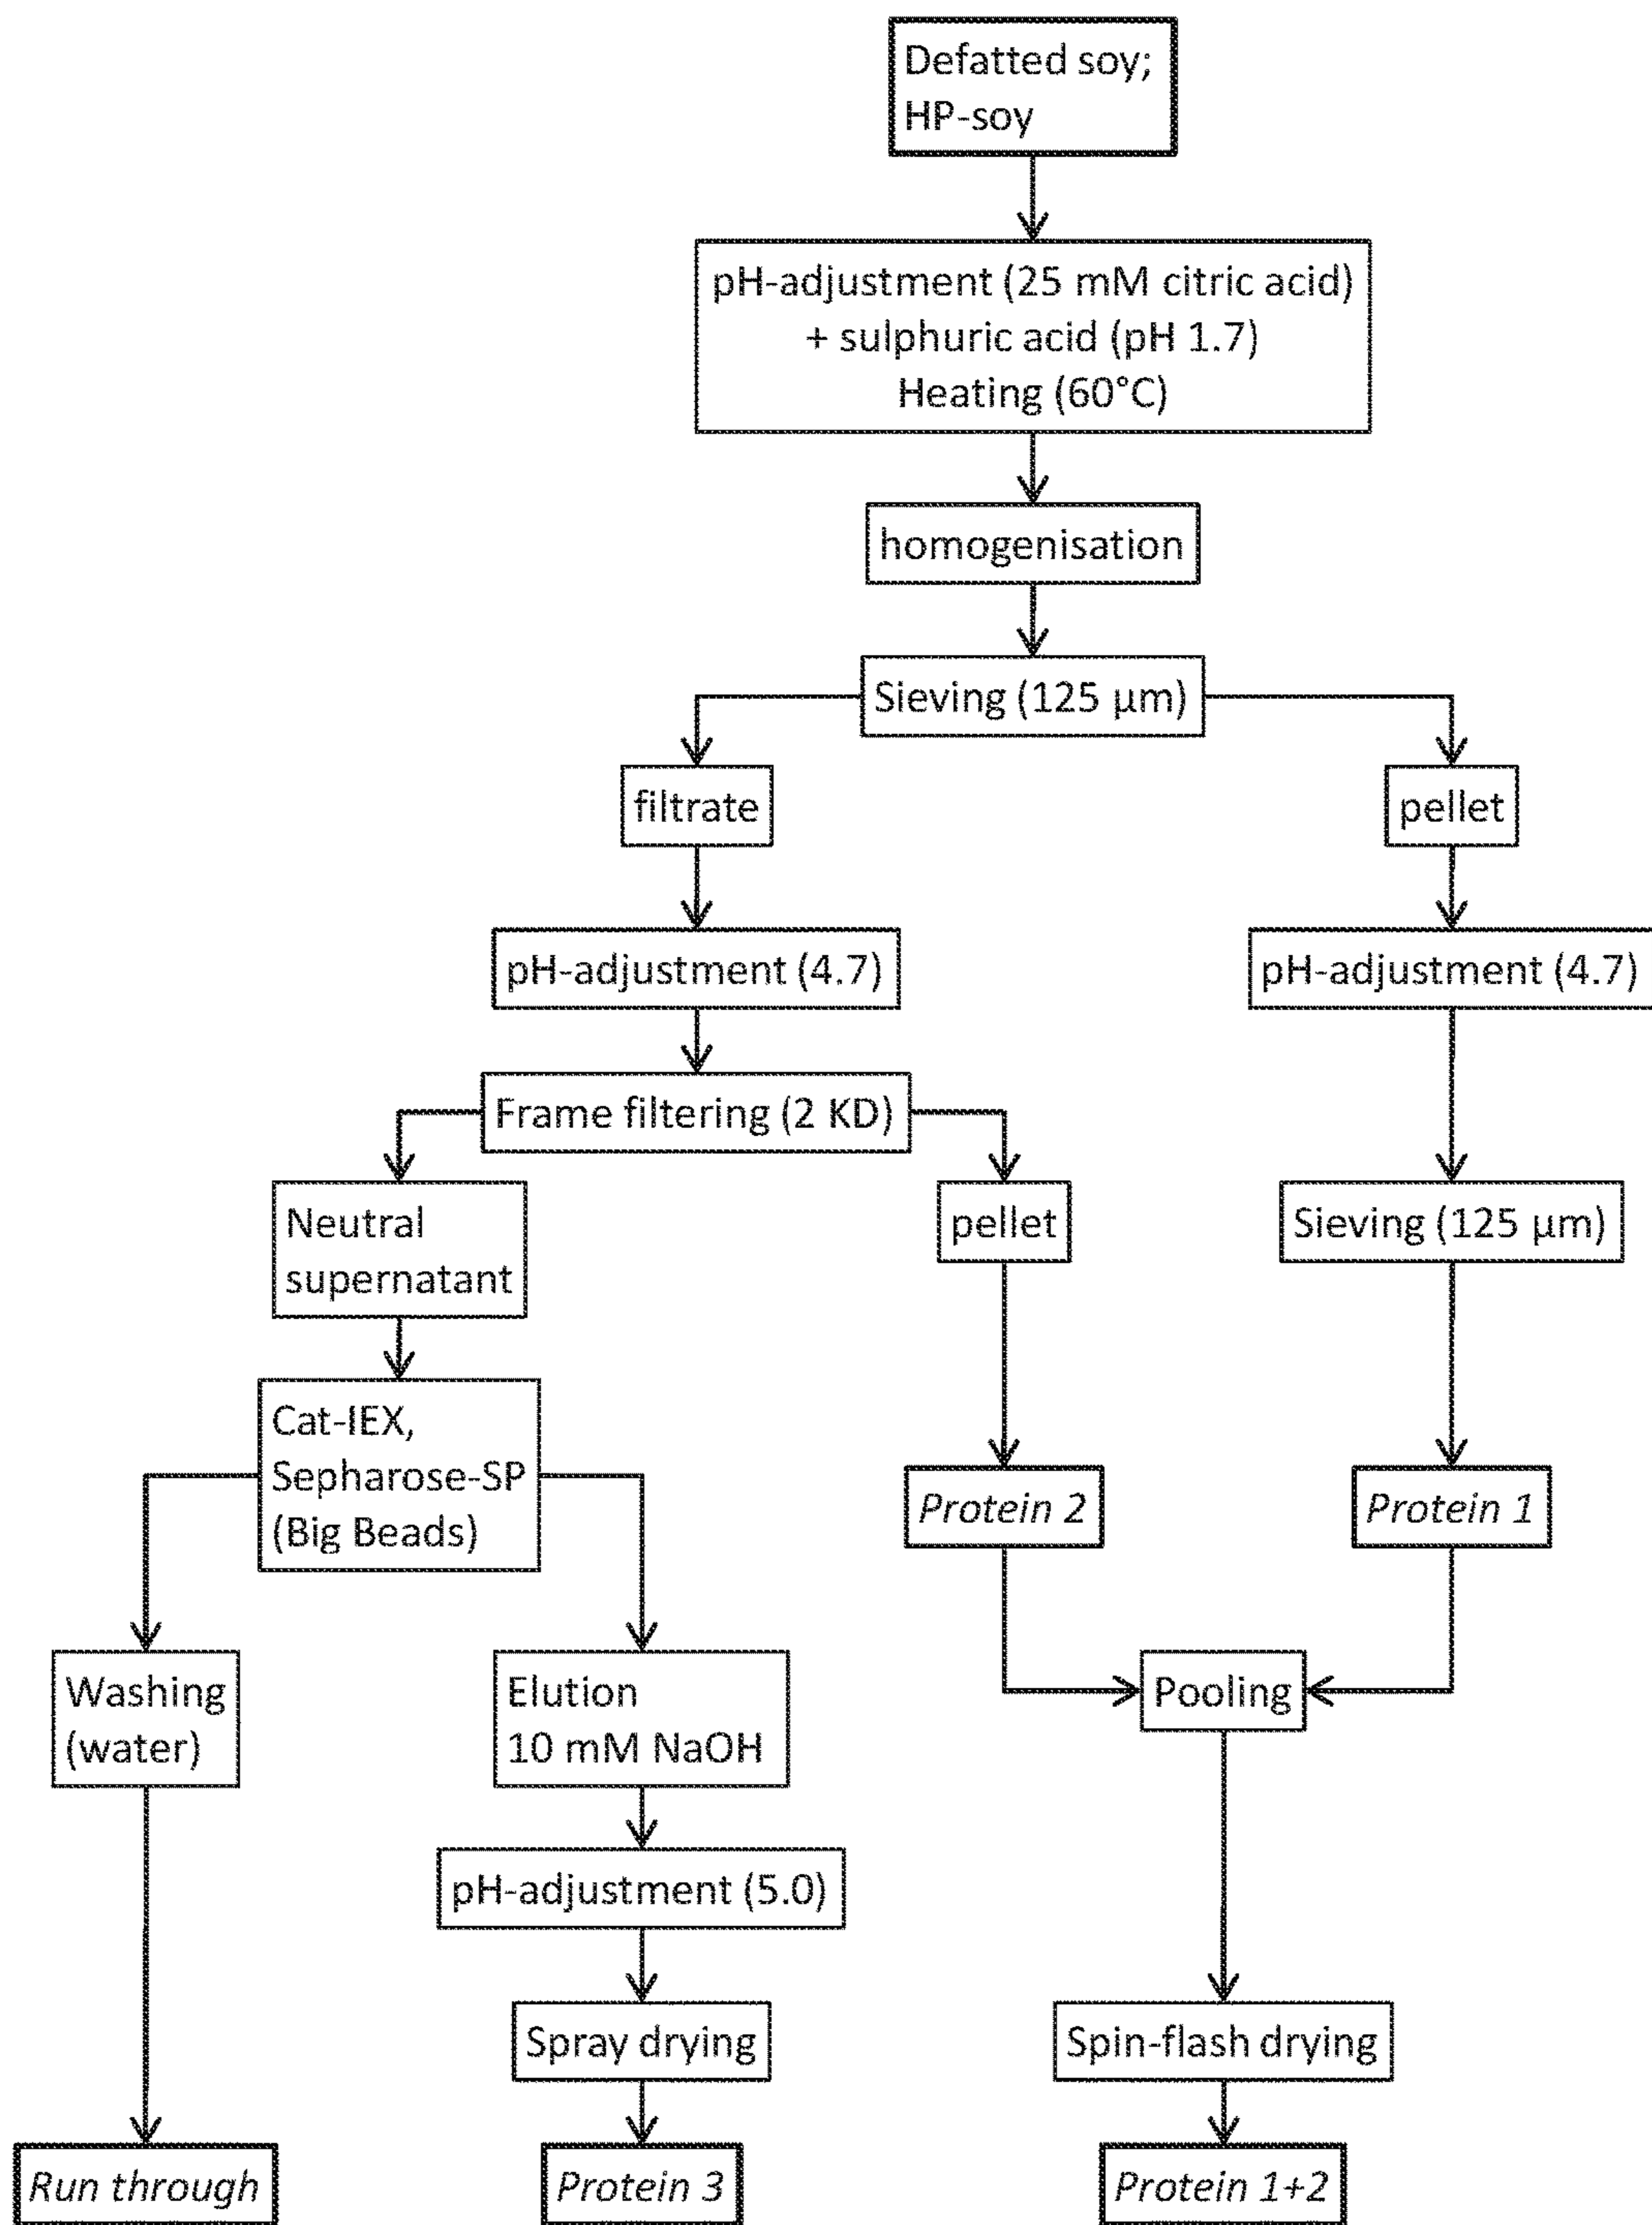 Defatted soy;
HP-soy
pH-adjustment (25 mM citric acid)
+ sulphuric acid (pH 1.7)
Heating (60°C)
homogenisation
Sieving (125 µm)
filtrate
pellet
pH-adjustment (4.7)
pH-adjustment (4.7)
Frame filtering (2 KD)
Neutral
supernatant
pellet
Sieving (125 µm)
Cat-IEX,
Sepharose-SP
(Big Beads)
Protein 2
Protein 1
Washing
(water)
Elution
10 mM NaOH
Pooling
pH-adjustment (5.0)
Spray drying
Spin-flash drying
Run through
Protein 3
Protein 1+2